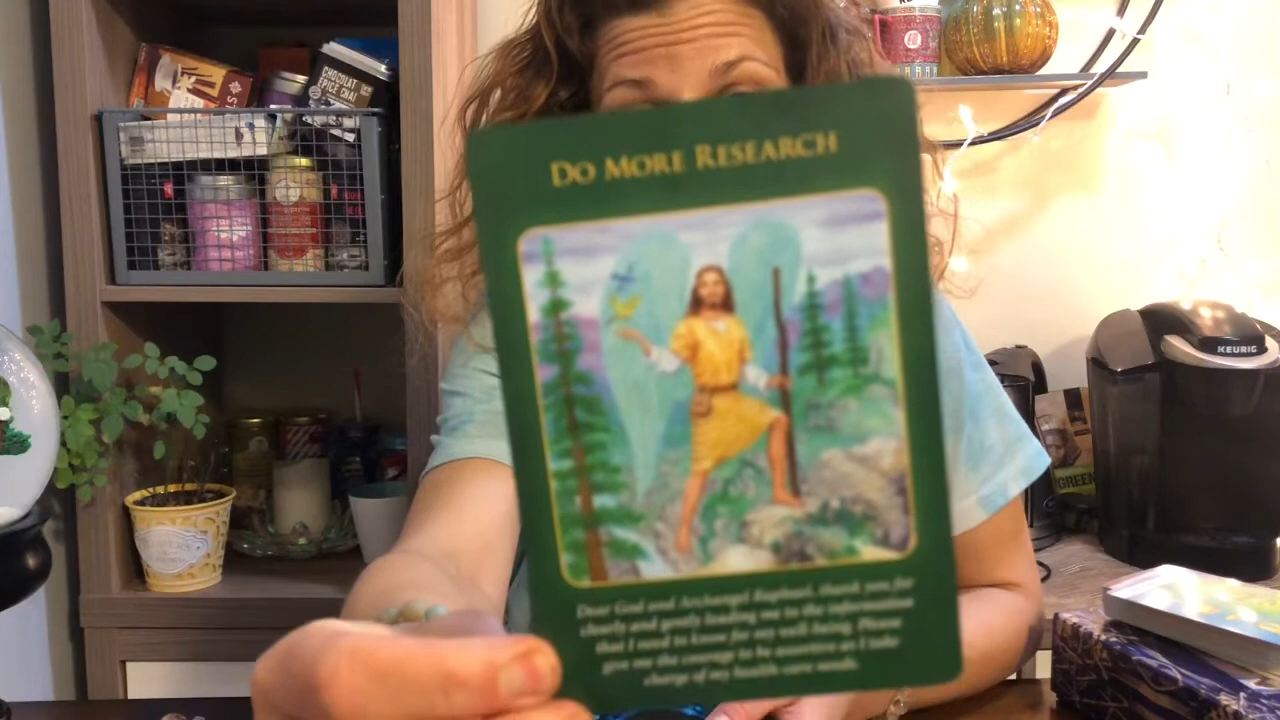 CHOCOLAT
ÉPICÉ CHAI
DO MORE RESEARCH
KEURIG
GREEN
Dear God and Archangel Raphael, thank you for
clearly and gently leading me to the information
that I need to know for my well-being. Please
give me the courage to be assertive as I take
charge of my health care needs.